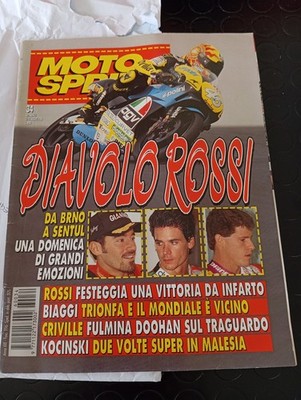 MOTO
SPRINT
34
DIAVOLO ROSSI
DA BRNO
A SENTUL
UNA DOMENICA
DI GRANDI
EMOZIONI
ROSSI FESTEGGIA UNA VITTORIA DA INFARTO
BIAGGI TRIONFA E IL MONDIALE È VICINO
CRIVILLE FULMINA DOOHAN SUL TRAGUARDO
KOCINSKI DUE VOLTE SUPER IN MALESIA